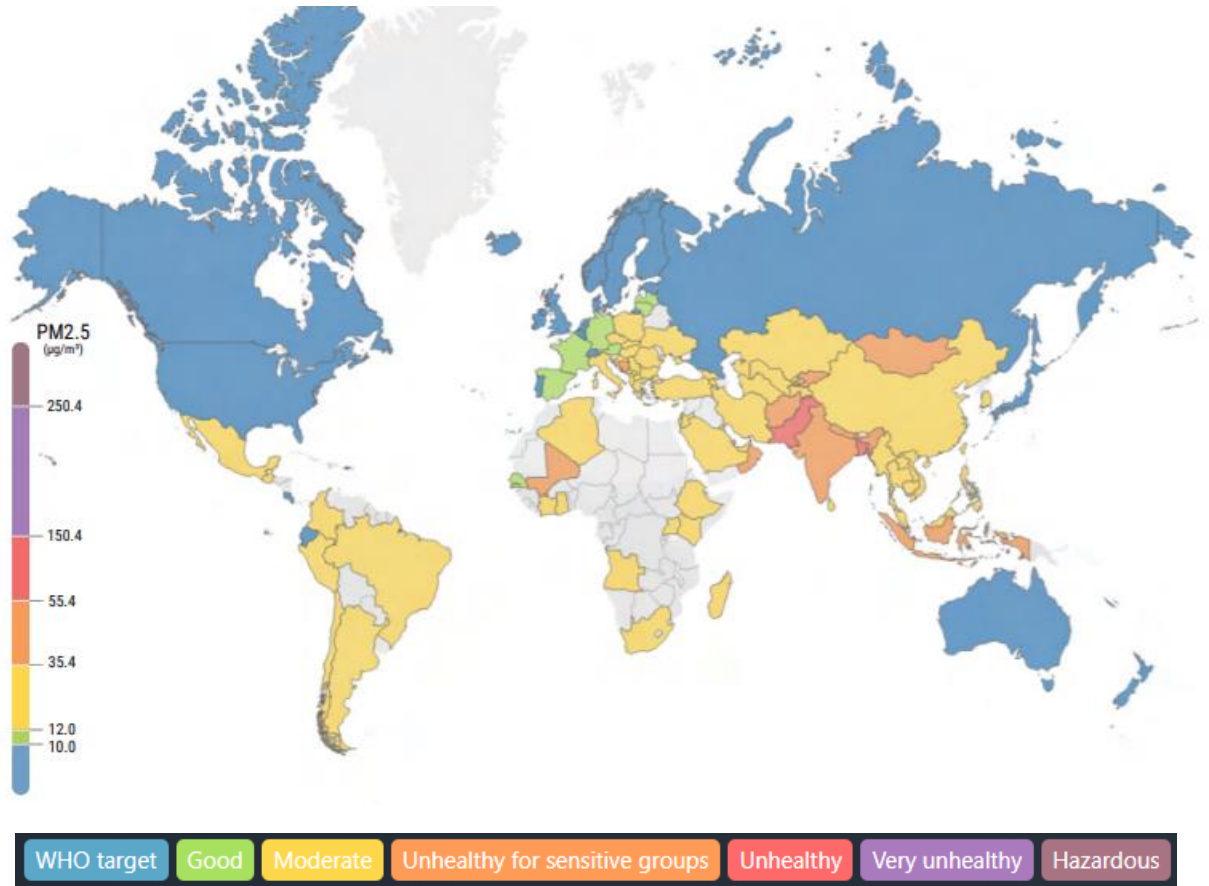 PM2.5
(µg/m³)
250.4
150.4
55.4
35.4
12.0
10.0
WHO target Good Moderate Unhealthy for sensitive groups Unhealthy Very unhealthy Hazardous